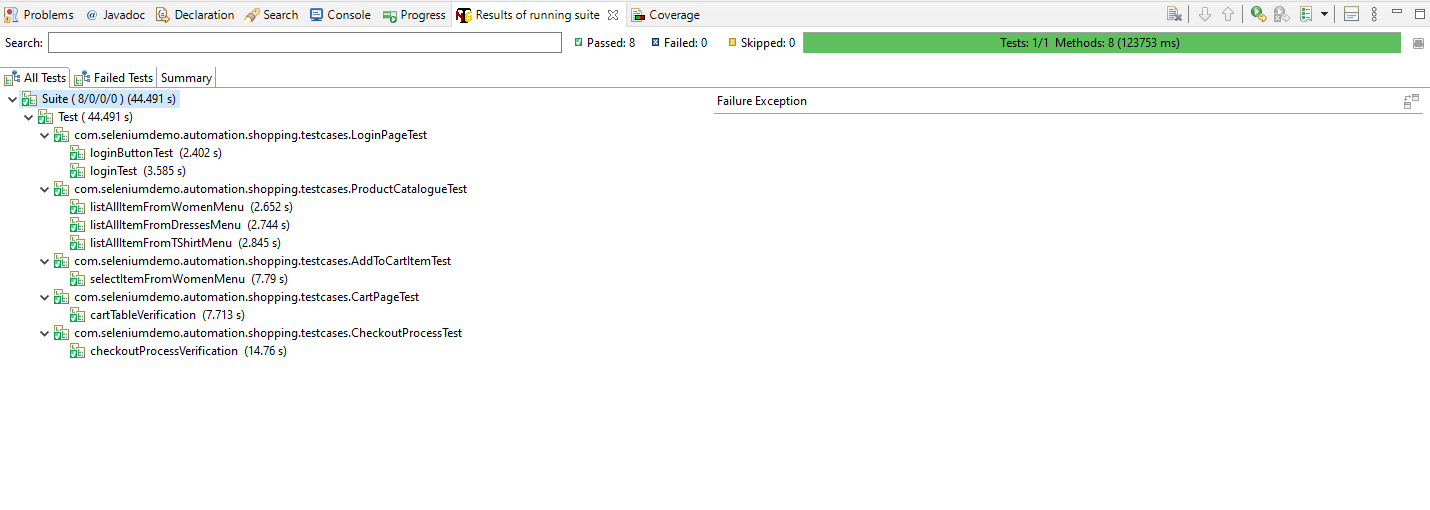 Problems @ Javadoc Declaration Search Console Progress Results of running suite Coverage
Search: Passed: 8 Failed: 0 Skipped: 0 Tests: 1/1 Methods: 8 (123753 ms)
All Tests Failed Tests Summary
Suite ( 8/0/0/0 ) (44.491 s) Failure Exception
Test ( 44.491 s)
com.seleniumdemo.automation.shopping.testcases.LoginPageTest
loginButtonTest (2.402 s)
loginTest (3.585 s)
com.seleniumdemo.automation.shopping.testcases.ProductCatalogueTest
listAllItemFromWomenMenu (2.652 s)
listAllItemFromDressesMenu (2.744 s)
listAllItemFromTShirtMenu (2.845 s)
com.seleniumdemo.automation.shopping.testcases.AddToCartItemTest
selectItemFromWomenMenu (7.79 s)
com.seleniumdemo.automation.shopping.testcases.CartPageTest
cartTableVerification (7.713 s)
com.seleniumdemo.automation.shopping.testcases.CheckoutProcessTest
checkoutProcessVerification (14.76 s)